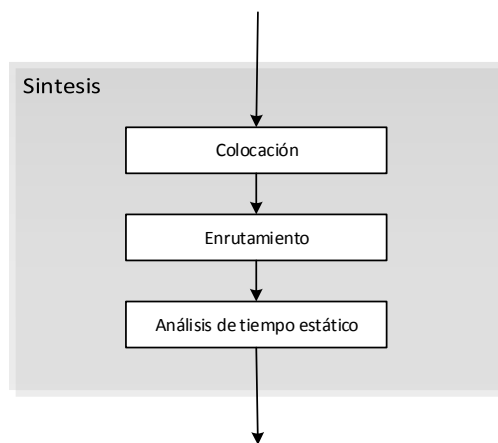 Sintesis
Colocación
Enrutamiento
Análisis de tiempo estático